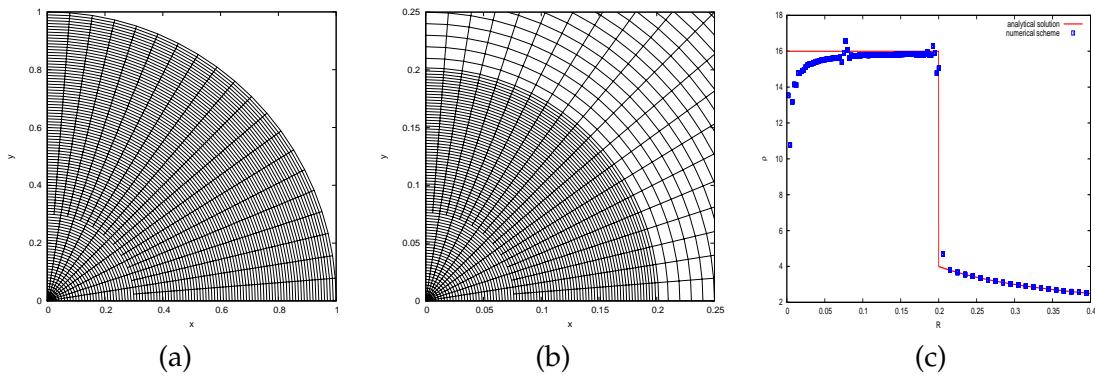 1
0.8
0.6
0.4
0.2
0
y
0 0.2 0.4 0.6 0.8 1
x
(a)
0.25
0.2
0.15
0.1
0.05
0
y
0 0.05 0.1 0.15 0.2 0.25
x
(b)
18
16
14
12
10
8
6
4
2
ρ
analytical solution
numerical scheme
0 0.05 0.1 0.15 0.2 0.25 0.3 0.35 0.4
R
(c)